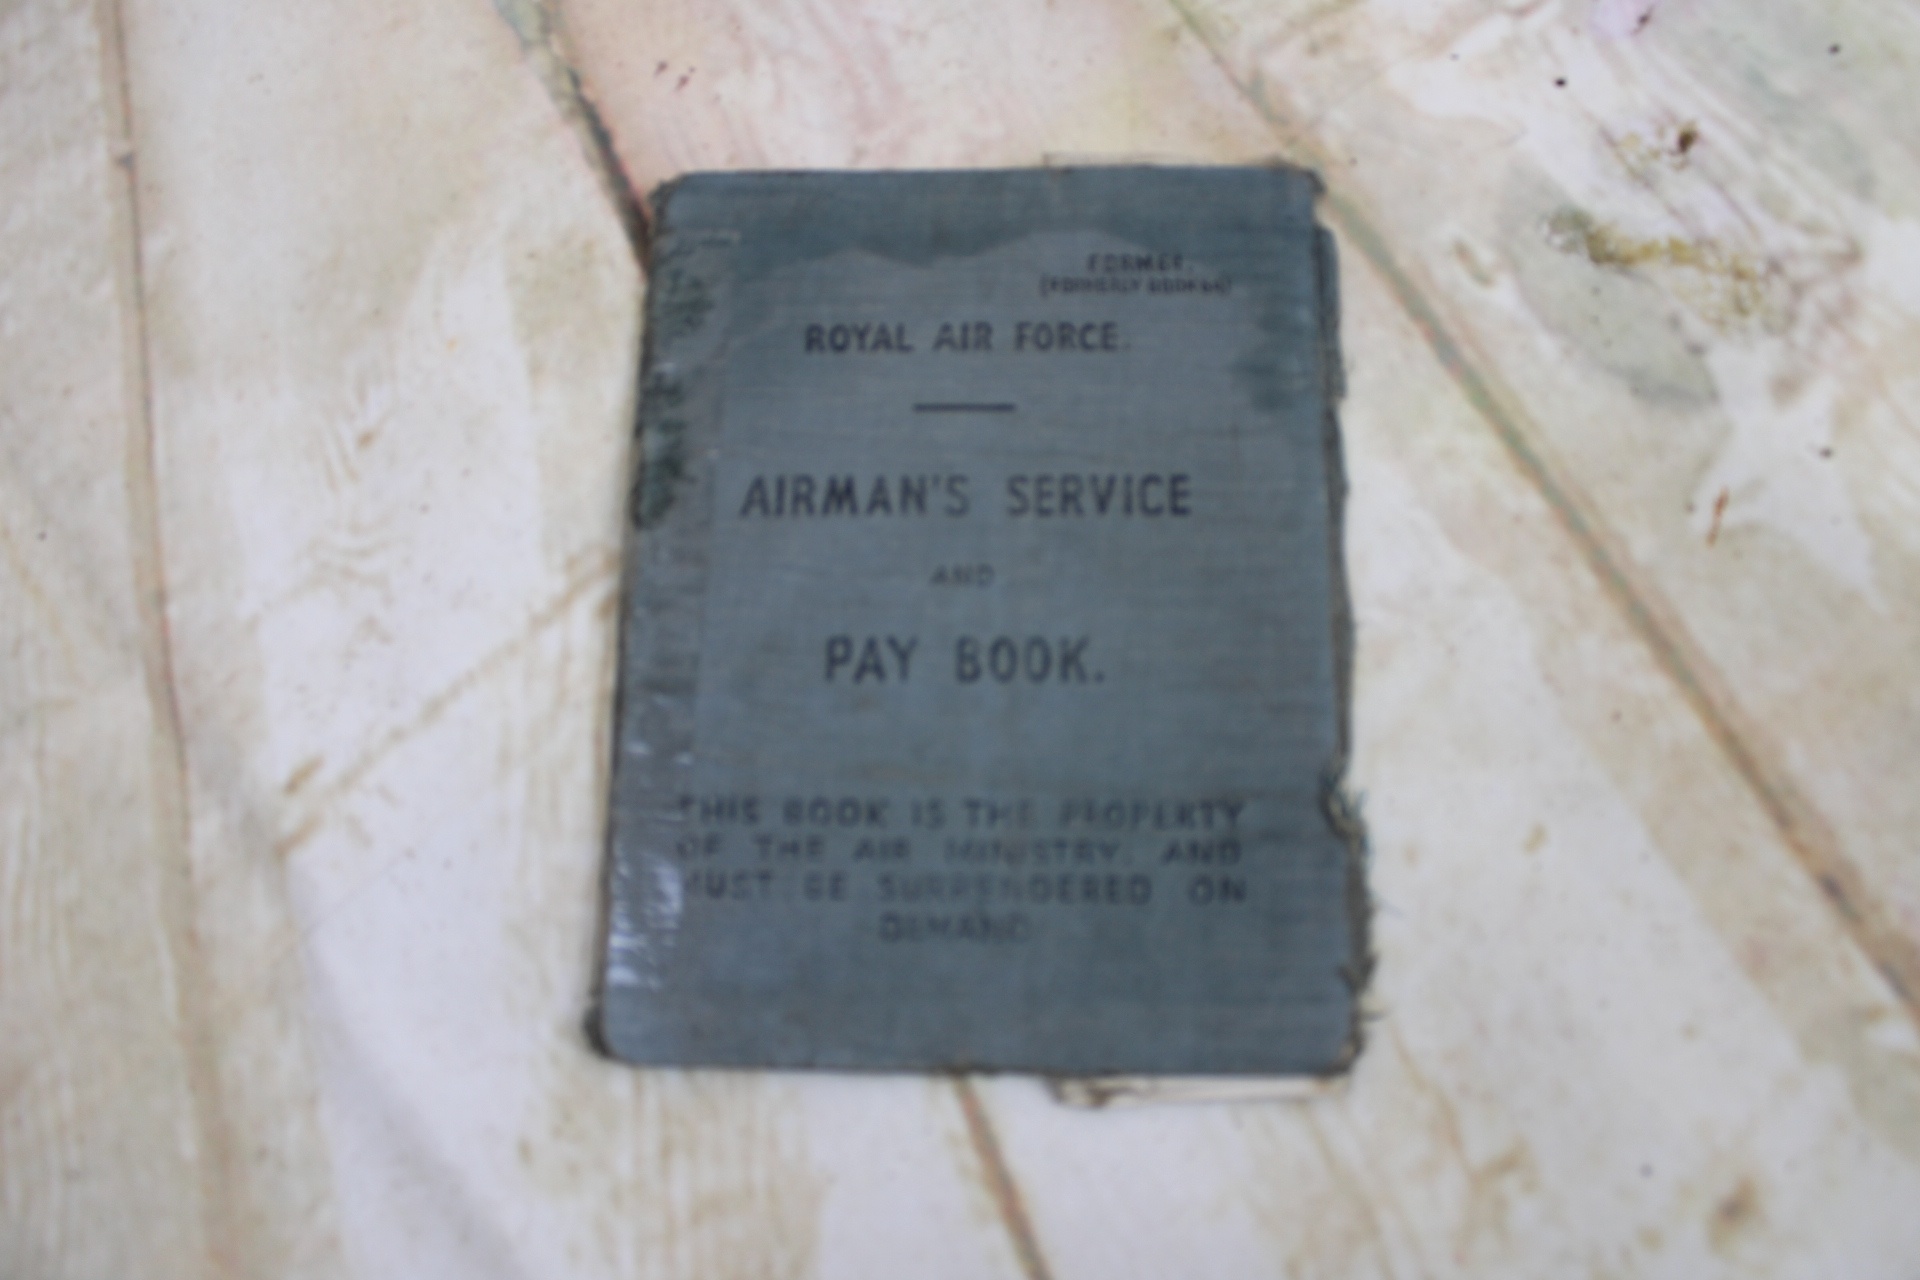 (FORMERLY
ROYAL AIR FORCE.
AIRMAN'S SERVICE
AND
PAY BOOK.
THIS BOOK IS THE PROPERTY
OF THE AIR MINISTRY, AND
MUST BE SURRENDERED ON
DEMAND